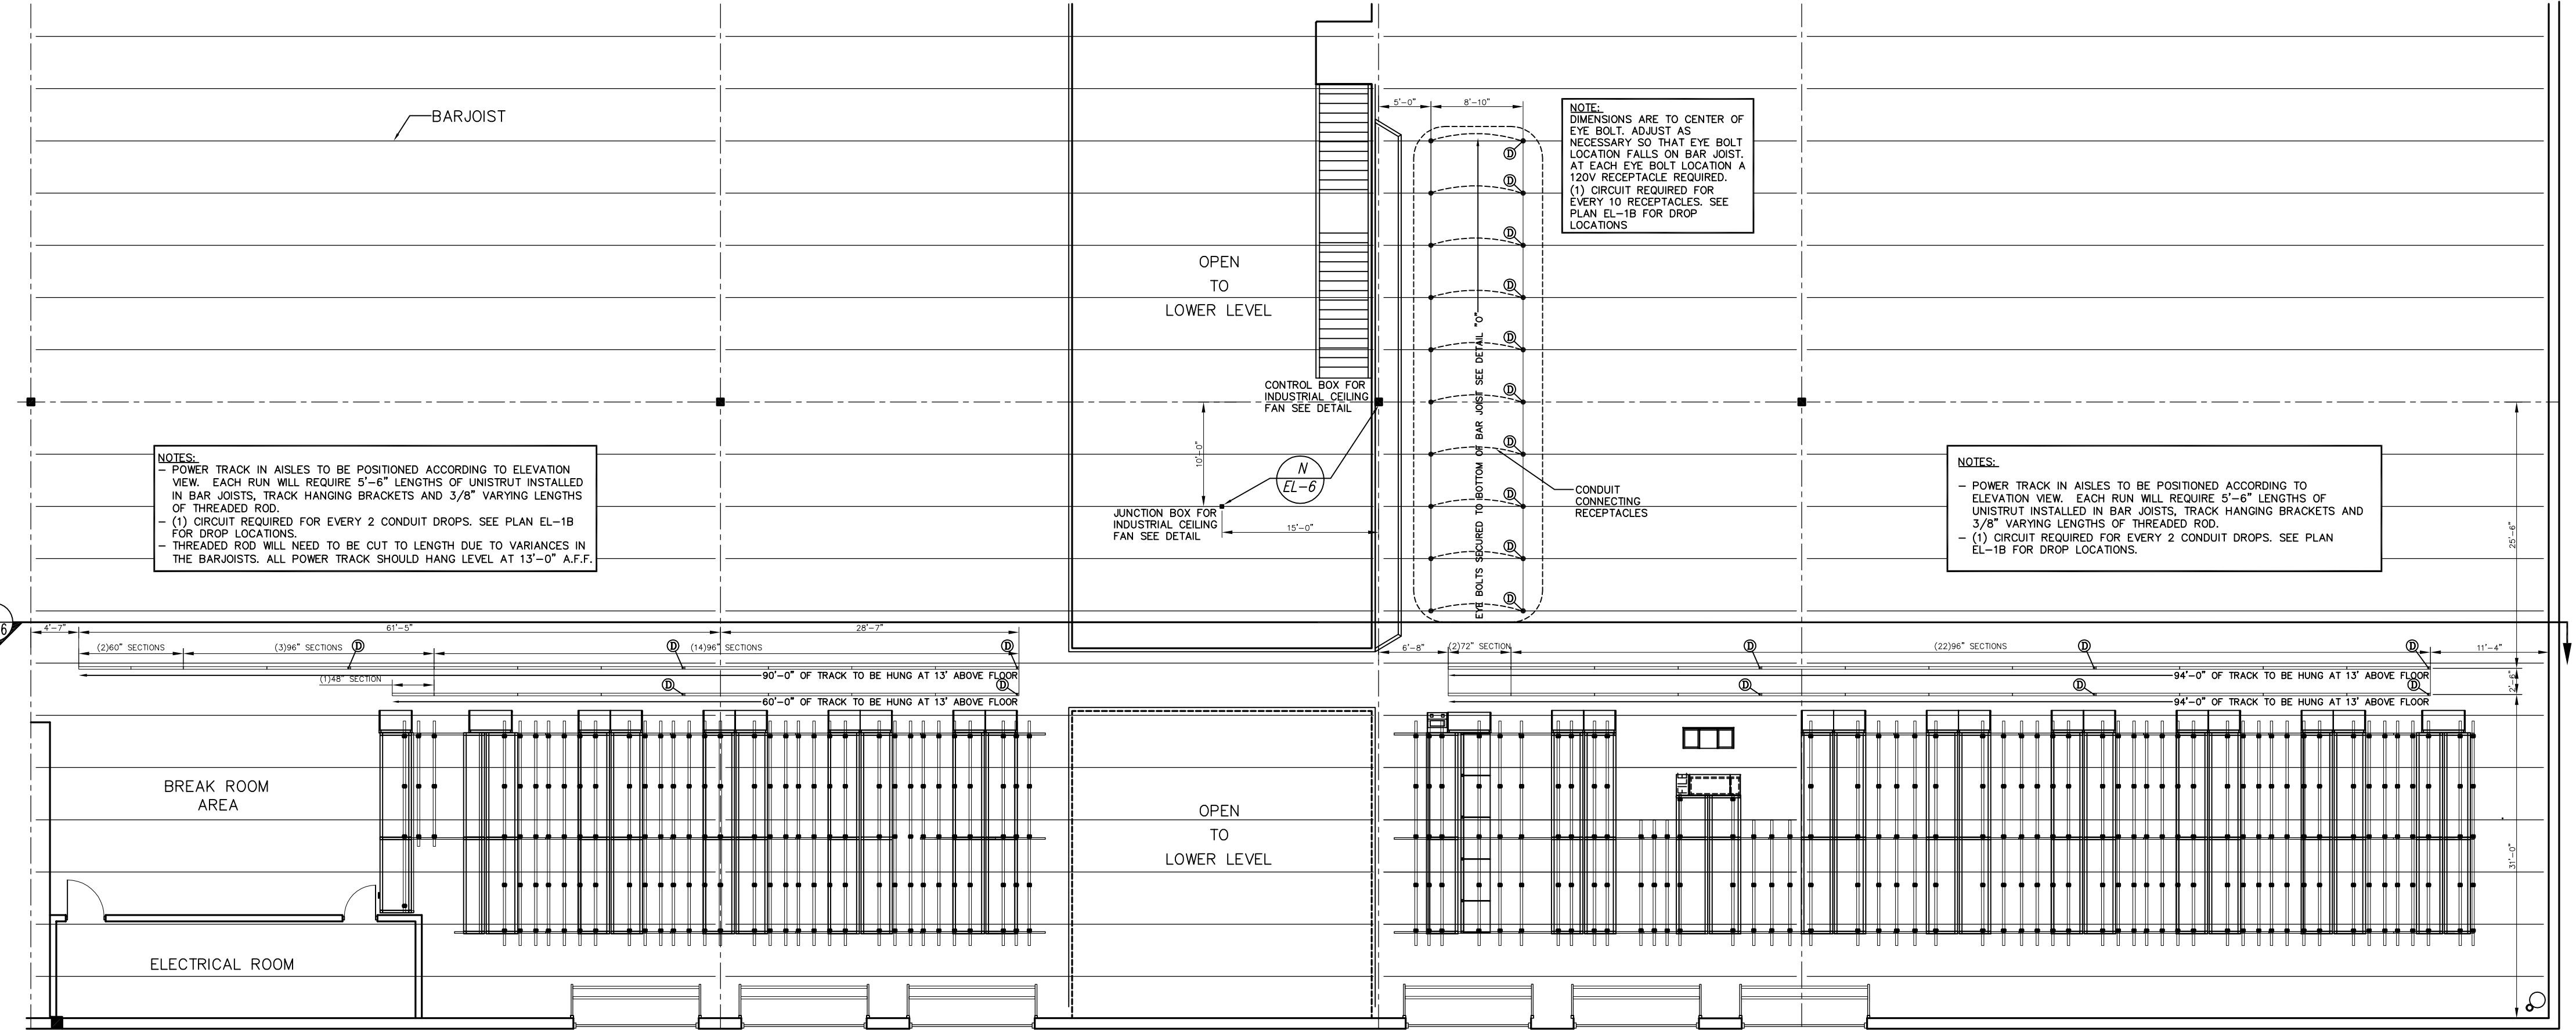 BARJOIST
5'-0"
8'-10"
NOTE:
DIMENSIONS ARE TO CENTER OF
EYE BOLT. ADJUST AS
NECESSARY SO THAT EYE BOLT
LOCATION FALLS ON BAR JOIST.
AT EACH EYE BOLT LOCATION A
120V RECEPTACLE REQUIRED.
(1) CIRCUIT REQUIRED FOR
EVERY 10 RECEPTACLES. SEE
PLAN EL-1B FOR DROP
LOCATIONS
D
D
D
D
D
D
D
D
D
D
EYE BOLTS SECURED TO BOTTOM OF BAR JOIST SEE DETAIL "O"
OPEN
TO
LOWER LEVEL
CONTROL BOX FOR
INDUSTRIAL CEILING
FAN SEE DETAIL
10'-0"
N
EL-6
JUNCTION BOX FOR
INDUSTRIAL CEILING
FAN SEE DETAIL
15'-0"
CONDUIT
CONNECTING
RECEPTACLES
NOTES:
- POWER TRACK IN AISLES TO BE POSITIONED ACCORDING TO ELEVATION
VIEW. EACH RUN WILL REQUIRE 5'-6" LENGTHS OF UNISTRUT INSTALLED
IN BAR JOISTS, TRACK HANGING BRACKETS AND 3/8" VARYING LENGTHS
OF THREADED ROD.
- (1) CIRCUIT REQUIRED FOR EVERY 2 CONDUIT DROPS. SEE PLAN EL-1B
FOR DROP LOCATIONS.
- THREADED ROD WILL NEED TO BE CUT TO LENGTH DUE TO VARIANCES IN
THE BARJOISTS. ALL POWER TRACK SHOULD HANG LEVEL AT 13'-0" A.F.F.
NOTES:
- POWER TRACK IN AISLES TO BE POSITIONED ACCORDING TO
ELEVATION VIEW. EACH RUN WILL REQUIRE 5'-6" LENGTHS OF
UNISTRUT INSTALLED IN BAR JOISTS, TRACK HANGING BRACKETS AND
3/8" VARYING LENGTHS OF THREADED ROD.
- (1) CIRCUIT REQUIRED FOR EVERY 2 CONDUIT DROPS. SEE PLAN
EL-1B FOR DROP LOCATIONS.
25'-6"
6
4'-7"
61'-5"
28'-7"
(2)60" SECTIONS
(3)96" SECTIONS
D
D
(14)96" SECTIONS
D
90'-0" OF TRACK TO BE HUNG AT 13' ABOVE FLOOR
(1)48" SECTION
D
D
60'-0" OF TRACK TO BE HUNG AT 13' ABOVE FLOOR
6'-8"
(2)72" SECTION
D
(22)96" SECTIONS
D
D
11'-4"
94'-0" OF TRACK TO BE HUNG AT 13' ABOVE FLOOR
2'-6"
D
D
D
94'-0" OF TRACK TO BE HUNG AT 13' ABOVE FLOOR
31'-0"
BREAK ROOM
AREA
OPEN
TO
LOWER LEVEL
ELECTRICAL ROOM